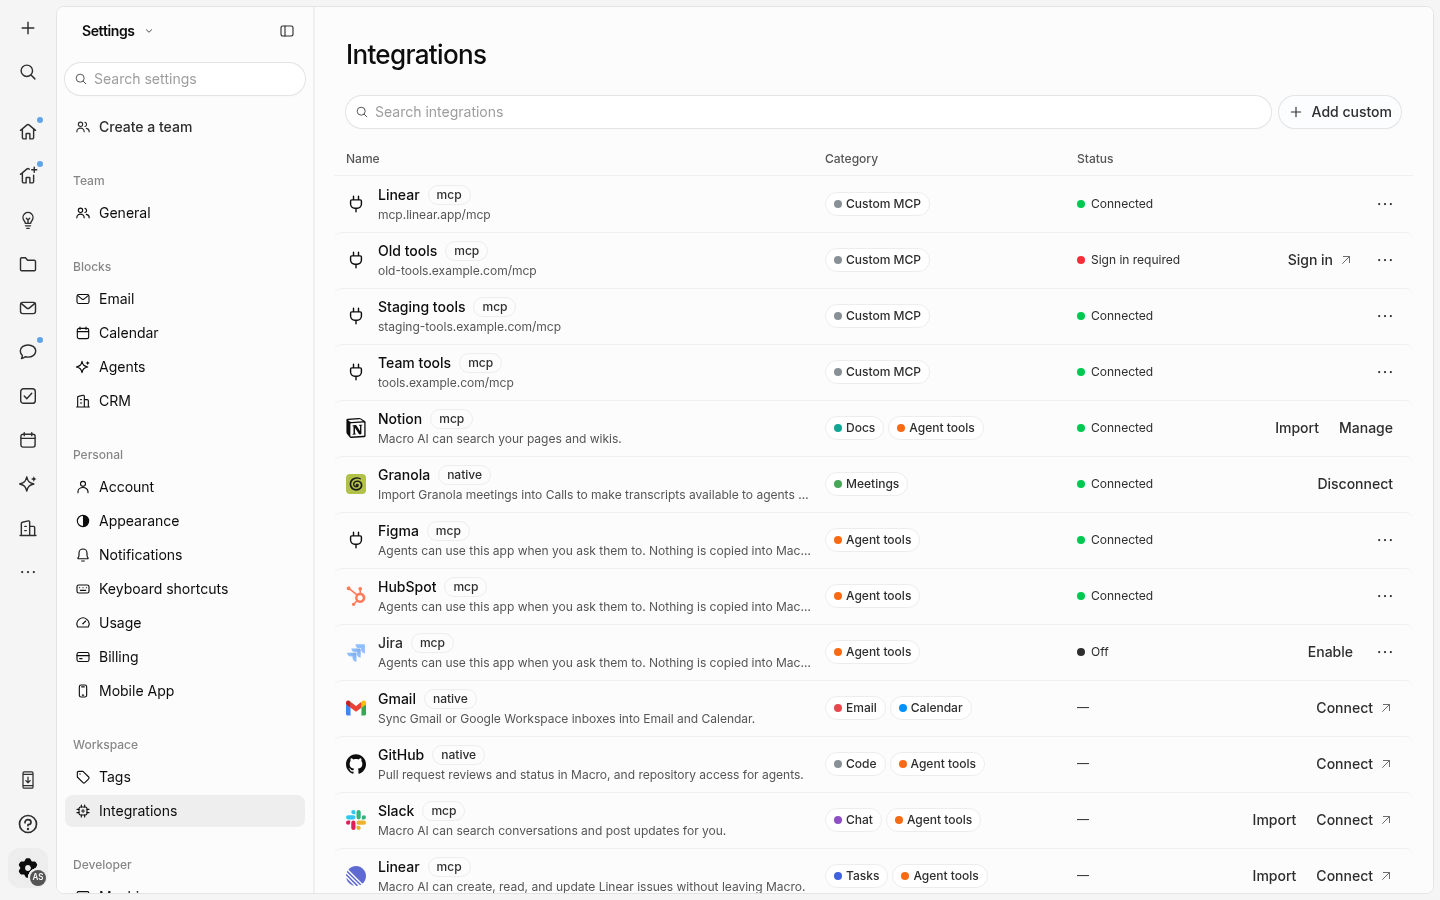 Settings
Search settings
Create a team
Team
General
Blocks
Email
Calendar
Agents
CRM
Personal
Account
Appearance
Notifications
Keyboard shortcuts
Usage
Billing
Mobile App
Workspace
Tags
Integrations
Developer
AS
Integrations
Search integrations
Add custom
Name Category Status
Linear mcp
mcp.linear.app/mcp
Custom MCP Connected
Old tools mcp
old-tools.example.com/mcp
Custom MCP Sign in required Sign in
Staging tools mcp
staging-tools.example.com/mcp
Custom MCP Connected
Team tools mcp
tools.example.com/mcp
Custom MCP Connected
Notion mcp
Macro AI can search your pages and wikis.
Docs Agent tools Connected Import Manage
Granola native
Import Granola meetings into Calls to make transcripts available to agents ...
Meetings Connected Disconnect
Figma mcp
Agents can use this app when you ask them to. Nothing is copied into Mac...
Agent tools Connected
HubSpot mcp
Agents can use this app when you ask them to. Nothing is copied into Mac...
Agent tools Connected
Jira mcp
Agents can use this app when you ask them to. Nothing is copied into Mac...
Agent tools Off Enable
Gmail native
Sync Gmail or Google Workspace inboxes into Email and Calendar.
Email Calendar — Connect
GitHub native
Pull request reviews and status in Macro, and repository access for agents.
Code Agent tools — Connect
Slack mcp
Macro AI can search conversations and post updates for you.
Chat Agent tools — Import Connect
Linear mcp
Macro AI can create, read, and update Linear issues without leaving Macro.
Tasks Agent tools — Import Connect